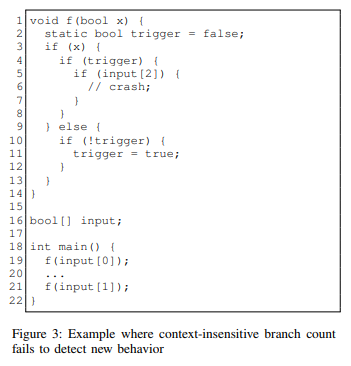 1 void f(bool x) {
2   static bool trigger = false;
3   if (x) {
4     if (trigger) {
5       if (input[2]) {
6         // crash;
7       }
8     }
9   } else {
10     if (!trigger) {
11       trigger = true;
12     }
13   }
14 }
15
16 bool[] input;
17
18 int main() {
19   f(input[0]);
20   ...
21   f(input[1]);
22 }
Figure 3: Example where context-insensitive branch count
fails to detect new behavior